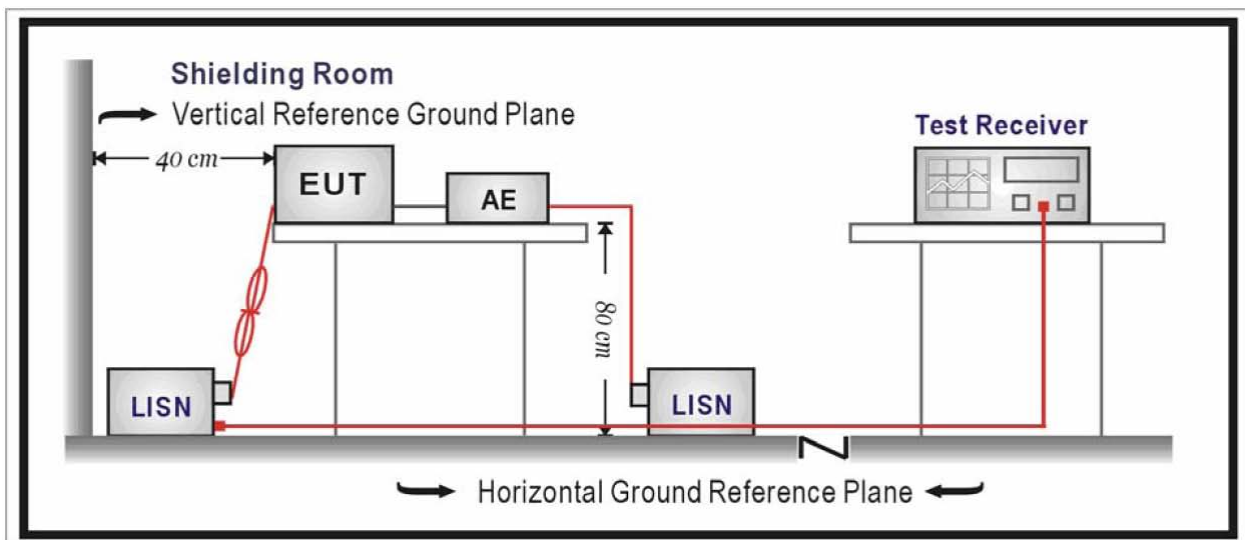 Shielding Room
Vertical Reference Ground Plane
40 cm
EUT
AE
Test Receiver
80 cm
LISN
LISN
Horizontal Ground Reference Plane